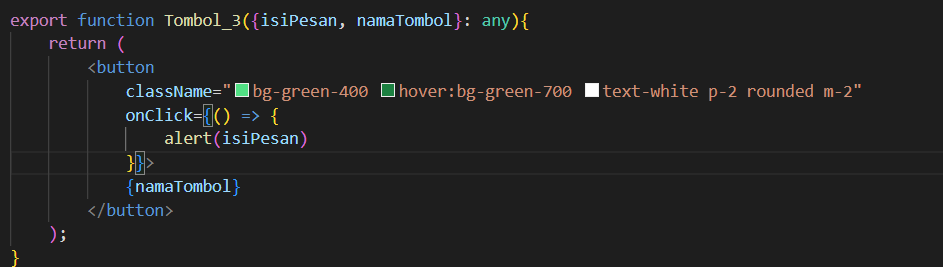 export function Tombol_3({isiPesan, namaTombol}: any){
    return (
        <button
            className="bg-green-400 hover:bg-green-700 text-white p-2 rounded m-2"
            onClick={() => {
                alert(isiPesan)
            }}>
            {namaTombol}
        </button>
    );
}